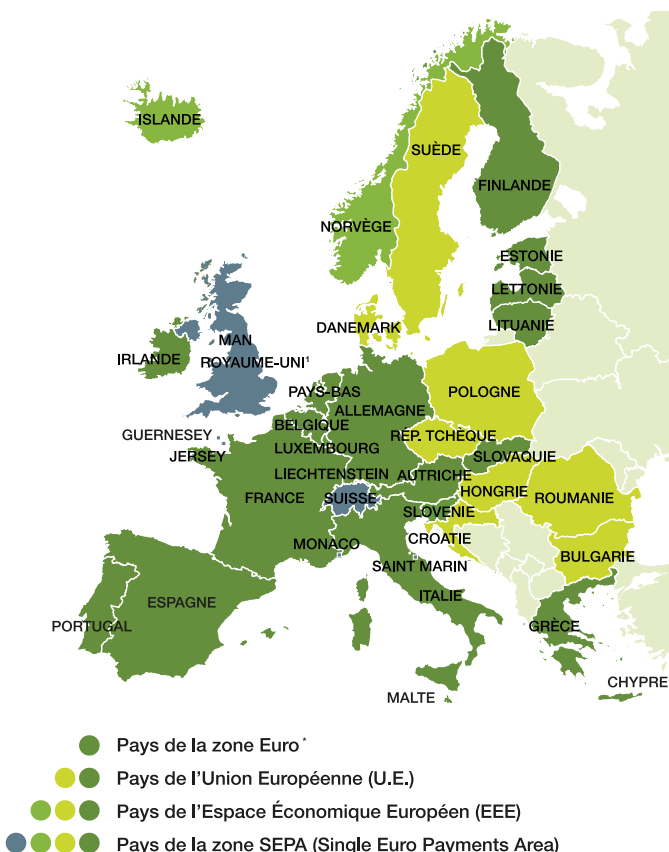 ISLANDE
SUÈDE
FINLANDE
NORVÈGE
ESTONIE
LETTONIE
LITUANIE
DANEMARK
MAN
IRLANDE
ROYAUME-UNI¹
PAYS-BAS
POLOGNE
ALLEMAGNE
BELGIQUE
GUERNESEY
RÉP. TCHÈQUE
LUXEMBOURG
JERSEY
SLOVAQUIE
LIECHTENSTEIN
AUTRICHE
FRANCE
SUISSE
HONGRIE
ROUMANIE
SLOVENIE
MONACO
CROATIE
SAINT MARIN
BULGARIE
ESPAGNE
ITALIE
PORTUGAL
GRÈCE
CHYPRE
MALTE
Pays de la zone Euro*
Pays de l'Union Européenne (U.E.)
Pays de l'Espace Économique Européen (EEE)
Pays de la zone SEPA (Single Euro Payments Area)